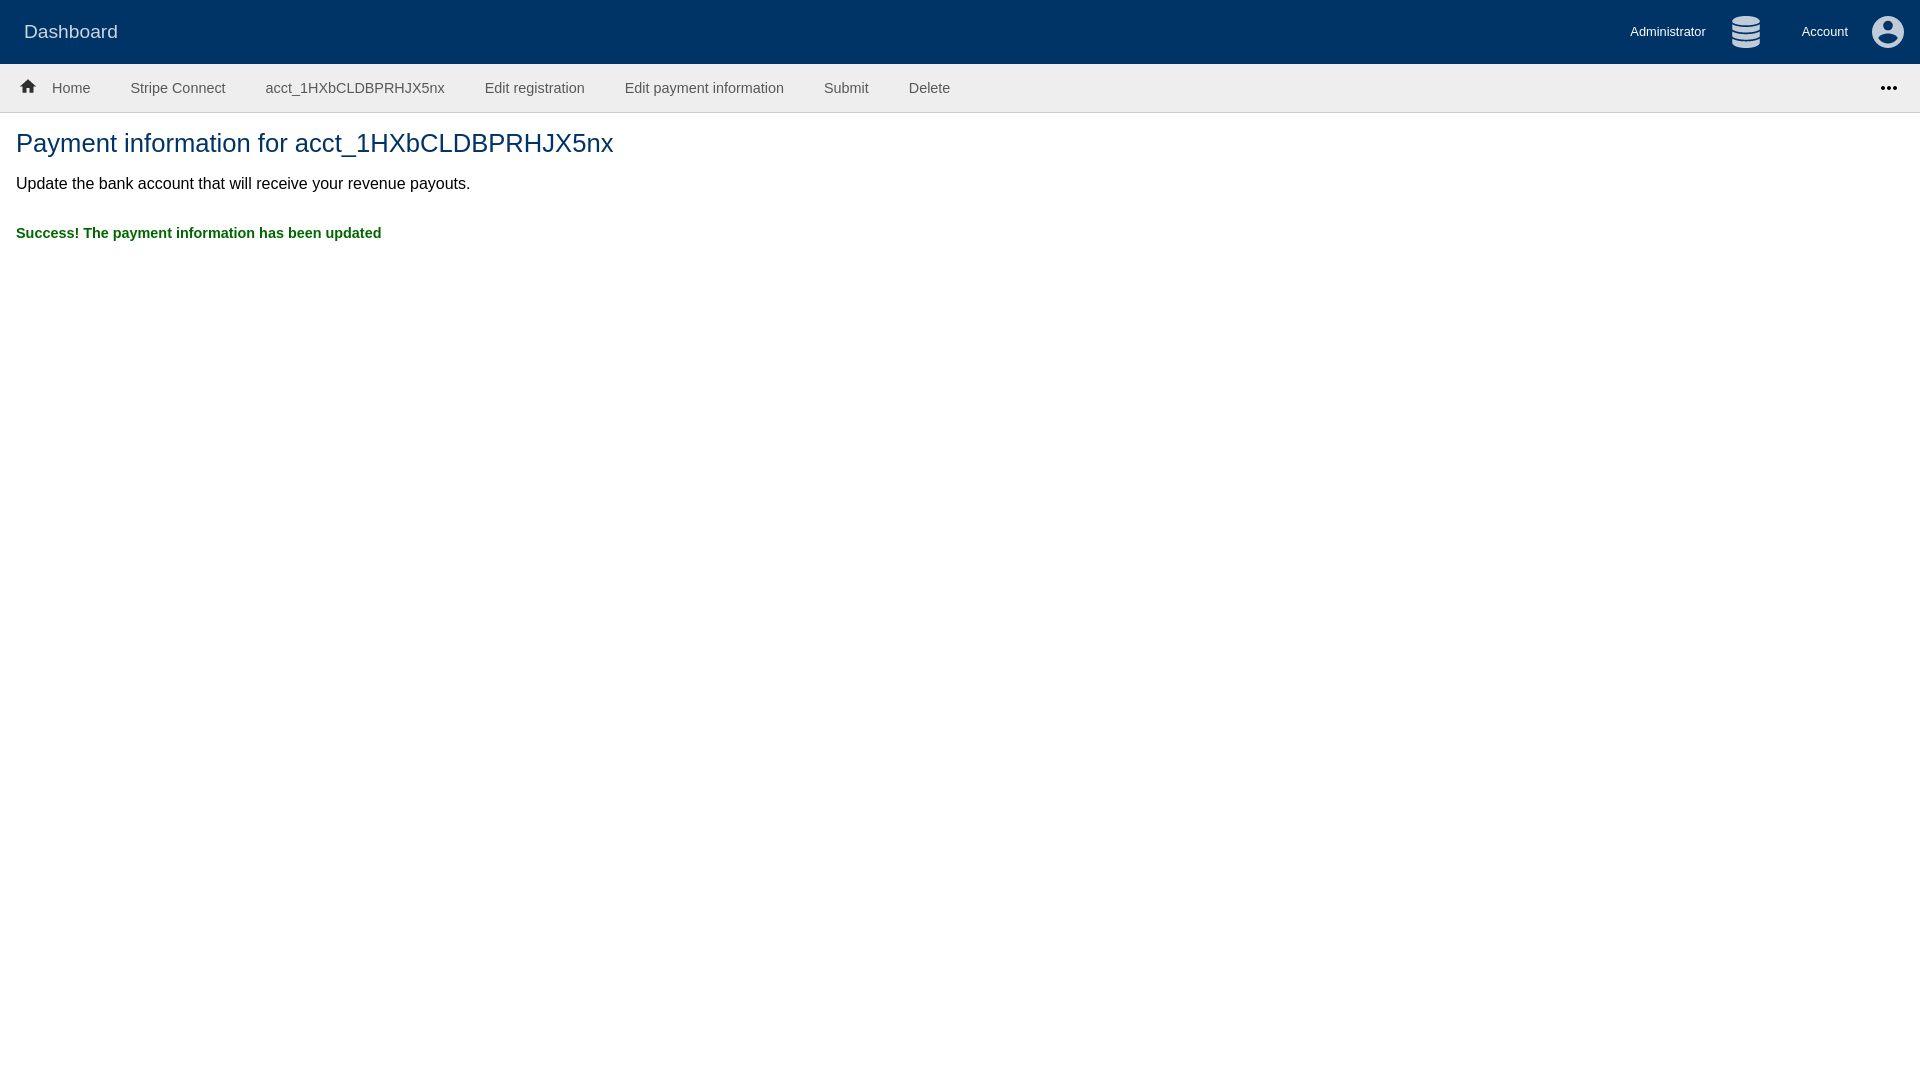 Dashboard
Administrator
Account
Home
Stripe Connect
acct_1HXbCLDBPRHJX5nx
Edit registration
Edit payment information
Submit
Delete
Payment information for acct_1HXbCLDBPRHJX5nx
Update the bank account that will receive your revenue payouts.
Success! The payment information has been updated